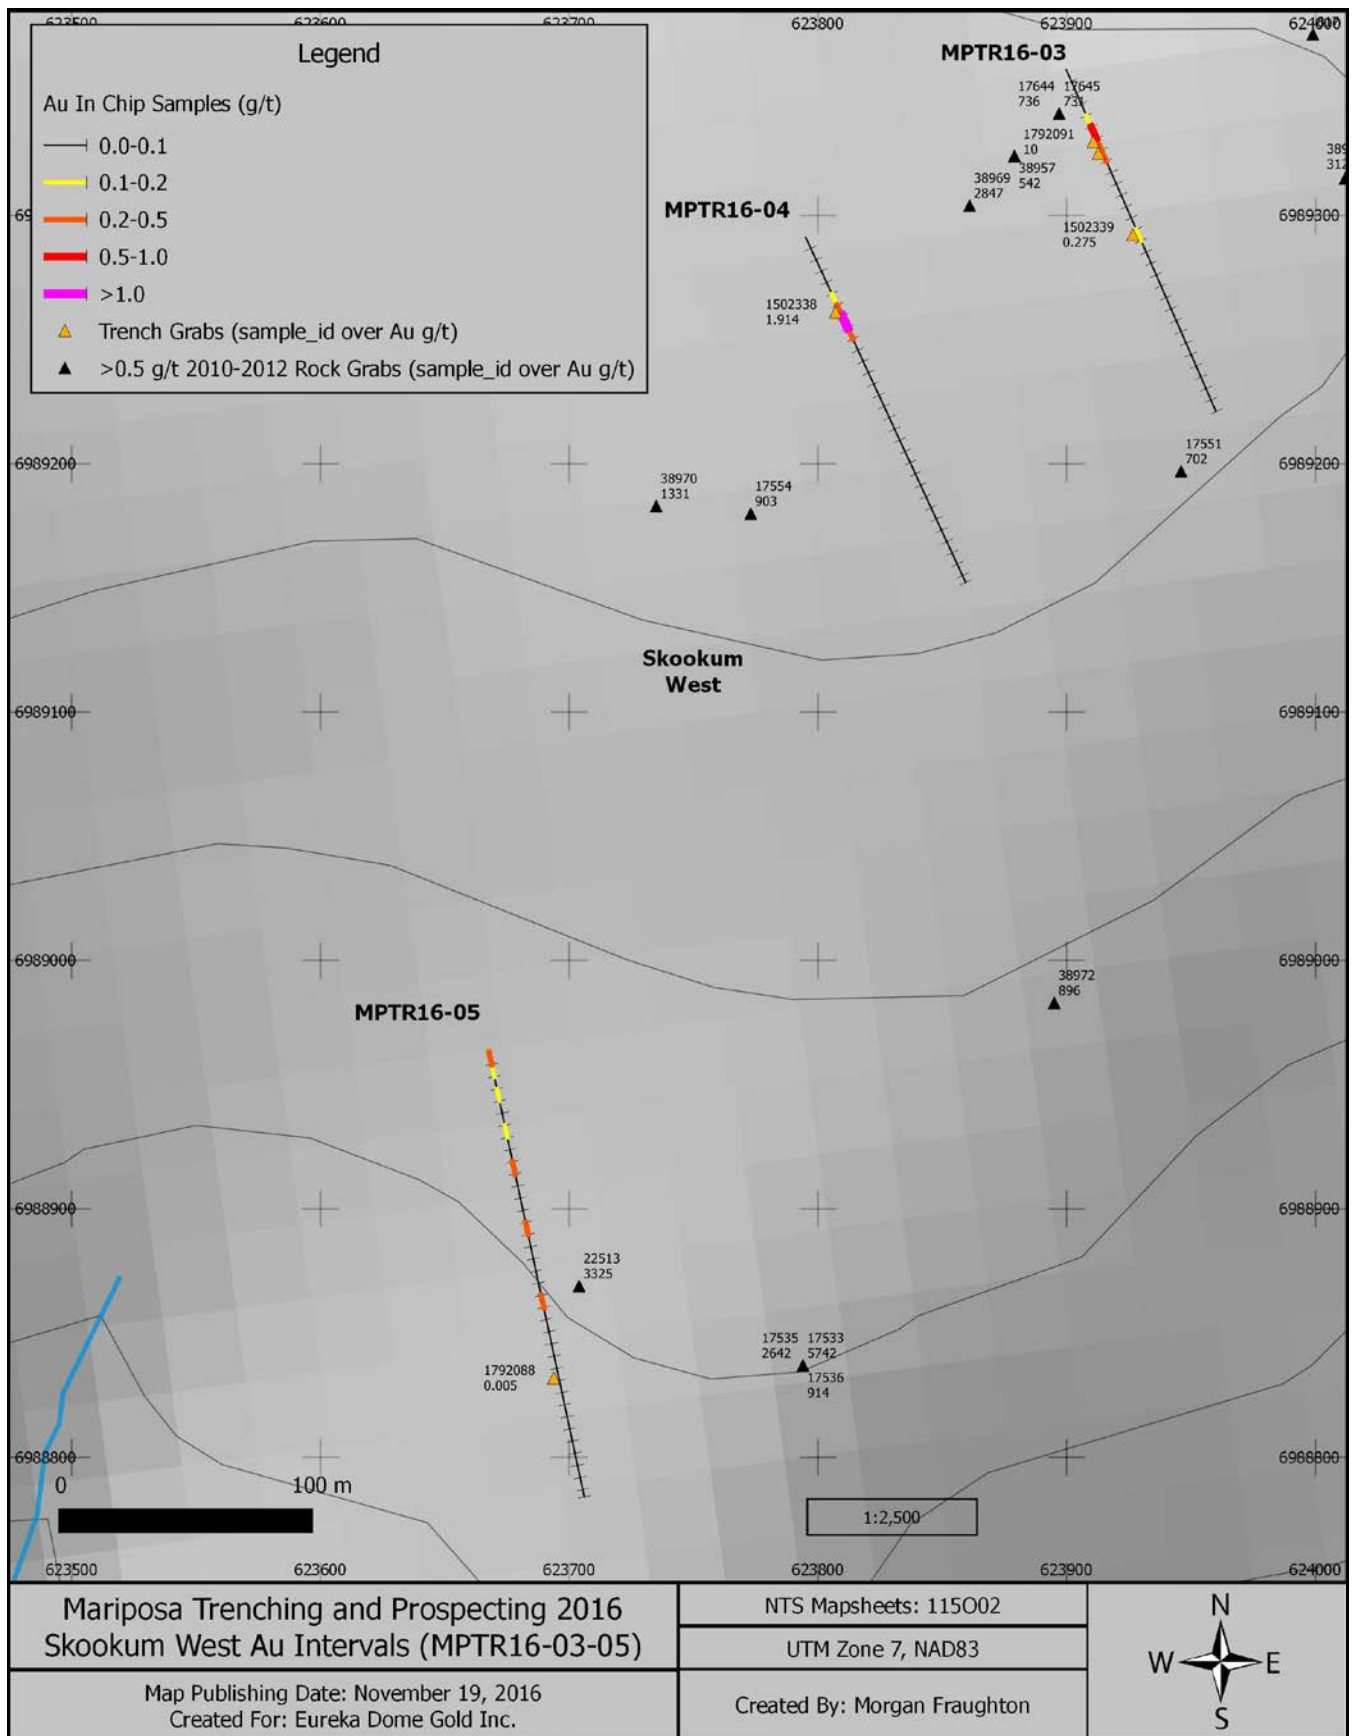 623500
623600
623700
623800
623900
624000
Legend
Au In Chip Samples (g/t)
0.0-0.1
0.1-0.2
0.2-0.5
0.5-1.0
>1.0
Trench Grabs (sample_id over Au g/t)
>0.5 g/t 2010-2012 Rock Grabs (sample_id over Au g/t)
MPTR16-03
17644 17645
736 731
1792091
10
38957
542
38969
2847
312
MPTR16-04
6989300
1502339
0.275
1502338
1.914
6989200
6989200
17551
702
38970
1331
17554
903
Skookum
West
6989100
6989100
6989000
6989000
38972
896
MPTR16-05
6988900
6988900
22513
3325
17535 17533
2642 5742
17536
914
1792088
0.005
6988800
6988800
0 100 m
1:2,500
623500
623600
623700
623800
623900
624000
Mariposa Trenching and Prospecting 2016
Skookum West Au Intervals (MPTR16-03-05)
Map Publishing Date: November 19, 2016
Created For: Eureka Dome Gold Inc.
NTS Mapsheets: 115O02
UTM Zone 7, NAD83
Created By: Morgan Fraughton
N
W E
S